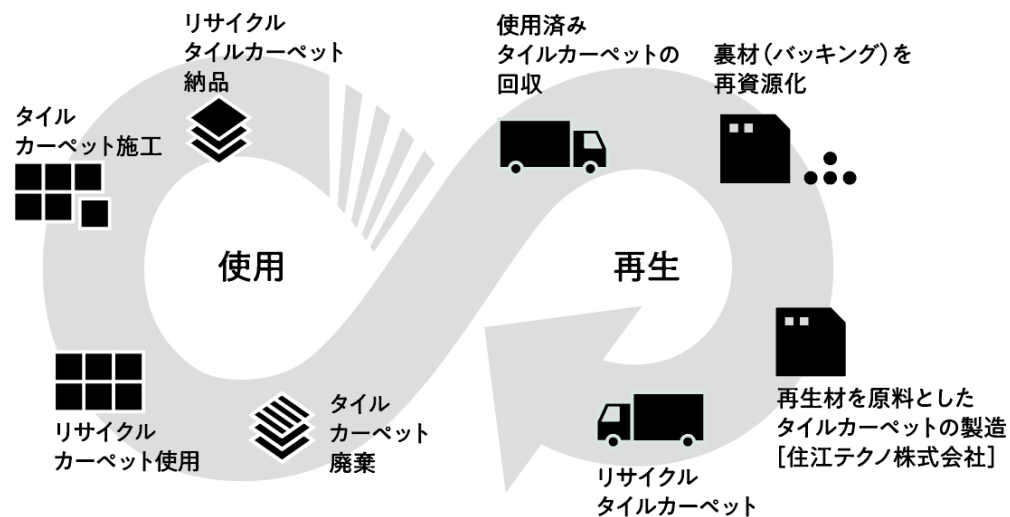 リサイクル
タイルカーペット
納品
タイル
カーペット施工
使用
リサイクル
カーペット使用
タイル
カーペット
廃棄
使用済み
タイルカーペットの
回収
裏材（バッキング）を
再資源化
再生
再生材を原料とした
タイルカーペットの製造
［住江テクノ株式会社］
リサイクル
タイルカーペット